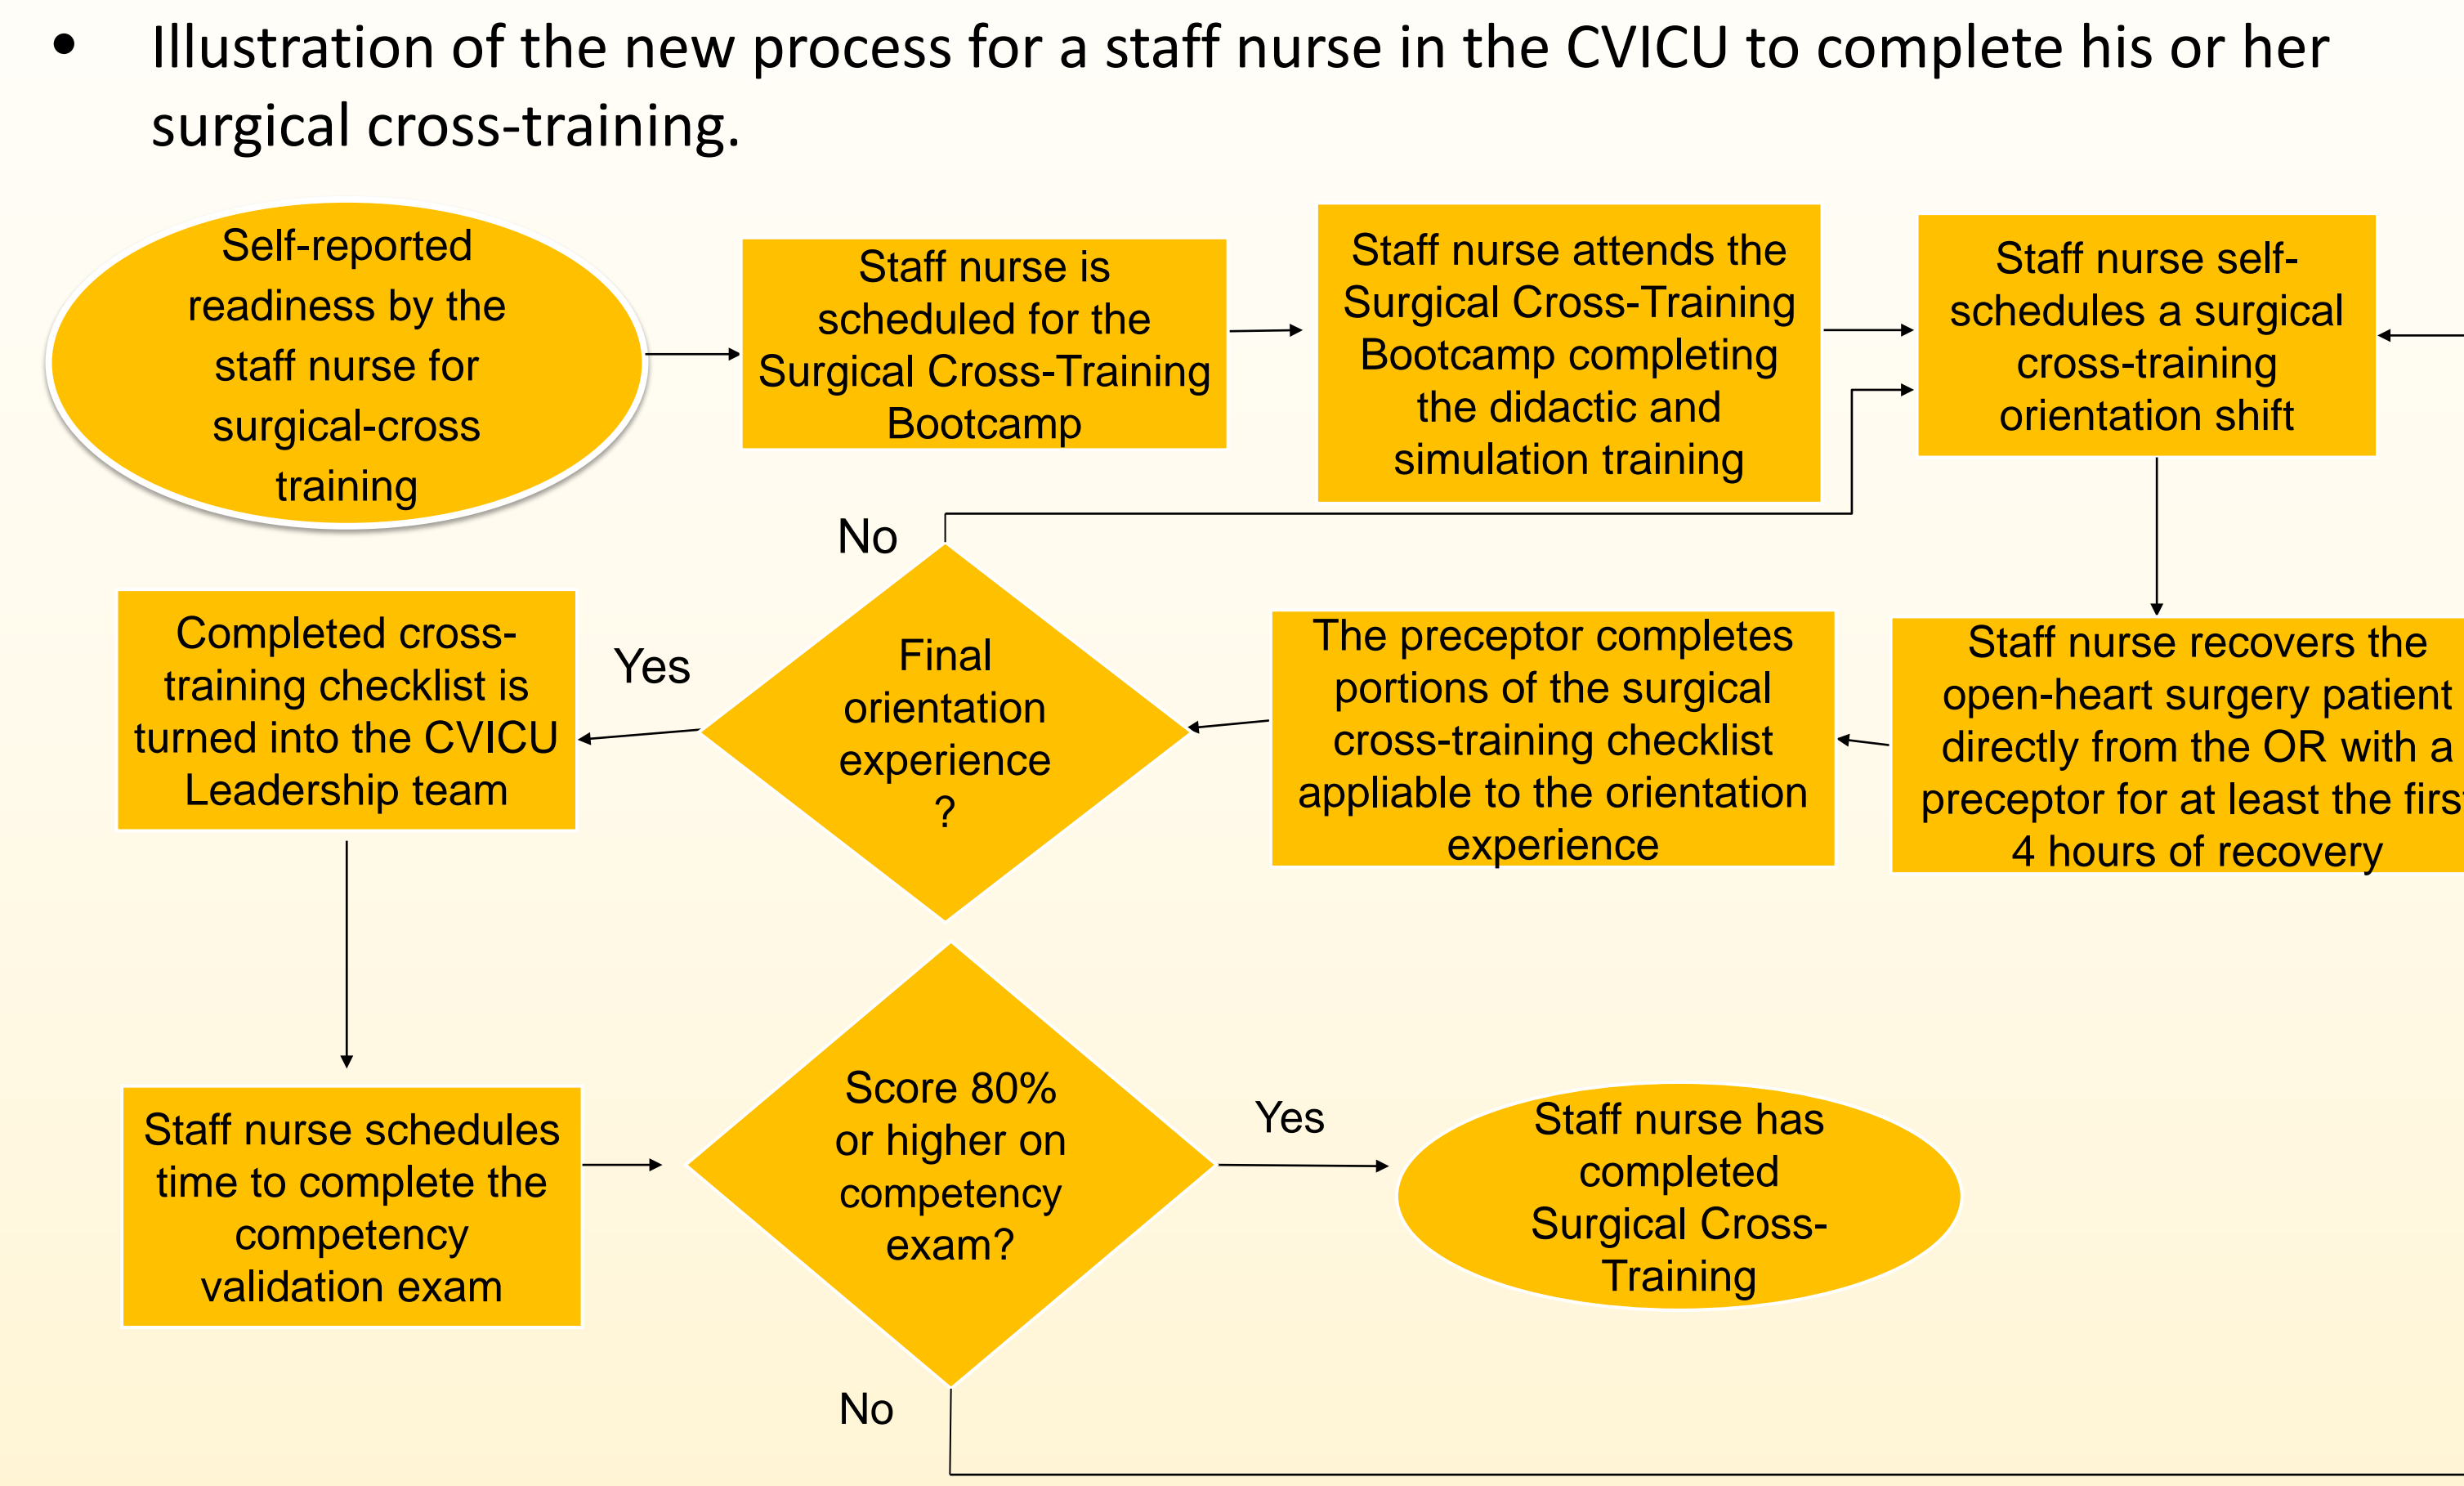 • Illustration of the new process for a staff nurse in the CVICU to complete his or her
surgical cross-training.
Self-reported
readiness by the
staff nurse for
surgical-cross
training
Staff nurse is
scheduled for the
Surgical Cross-Training
Bootcamp
Staff nurse attends the
Surgical Cross-Training
Bootcamp completing
the didactic and
simulation training
Staff nurse self-
schedules a surgical
cross-training
orientation shift
Staff nurse recovers the
open-heart surgery patient
directly from the OR with a
preceptor for at least the first
4 hours of recovery
The preceptor completes
portions of the surgical
cross-training checklist
appliable to the orientation
experience
No
Final
orientation
experience
?
Yes
Completed cross-
training checklist is
turned into the CVICU
Leadership team
Staff nurse schedules
time to complete the
competency
validation exam
Score 80%
or higher on
competency
exam?
Yes
Staff nurse has
completed
Surgical Cross-
Training
No